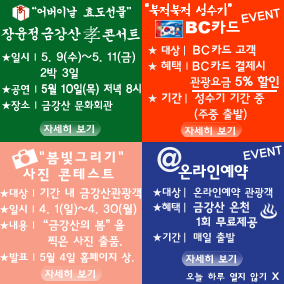 "어버이날 효도선물"
장윤정금강산孝콘서트
★일시 | 5. 9(수)~5. 11(금)
2박 3일
★공연 | 5월 10일(목) 저녁 8시
★장소 | 금강산 문화회관
자세히 보기
"북적북적 성수기" EVENT
BC카드
★ 대상 | BC카드 고객
★ 혜택 | BC카드 결제시
관광요금 5% 할인
★ 기간 | 성수기 기간 중
(주중 출발)
자세히 보기
"봄빛그리기"
사진 콘테스트
★대상 | 기간 내 금강산관광객
★일시 | 4. 1(일)~4. 30(월)
★내용 | "금강산의 봄" 을
찍은 사진 출품.
★발표 | 5월 4일 홈페이지 상.
자세히 보기
EVENT
@온라인예약
★대상 | 온라인예약 관광객
★혜택 | 금강산 온천
1회 무료제공
★기간 | 매일 출발
자세히 보기
오늘 하루 열지 않기 X